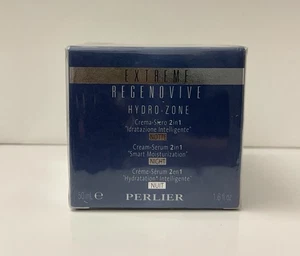 EXTREME
REGENOVIVE
HYDRO-ZONE
Crema-Siero 2in1
"Idratazione Intelligente"
NOTTE
Cream-Serum 2in1
"Smart Moisturization"
NIGHT
Crème-Sérum 2en1
"Hydratation Intelligente"
NUIT
PERLIER